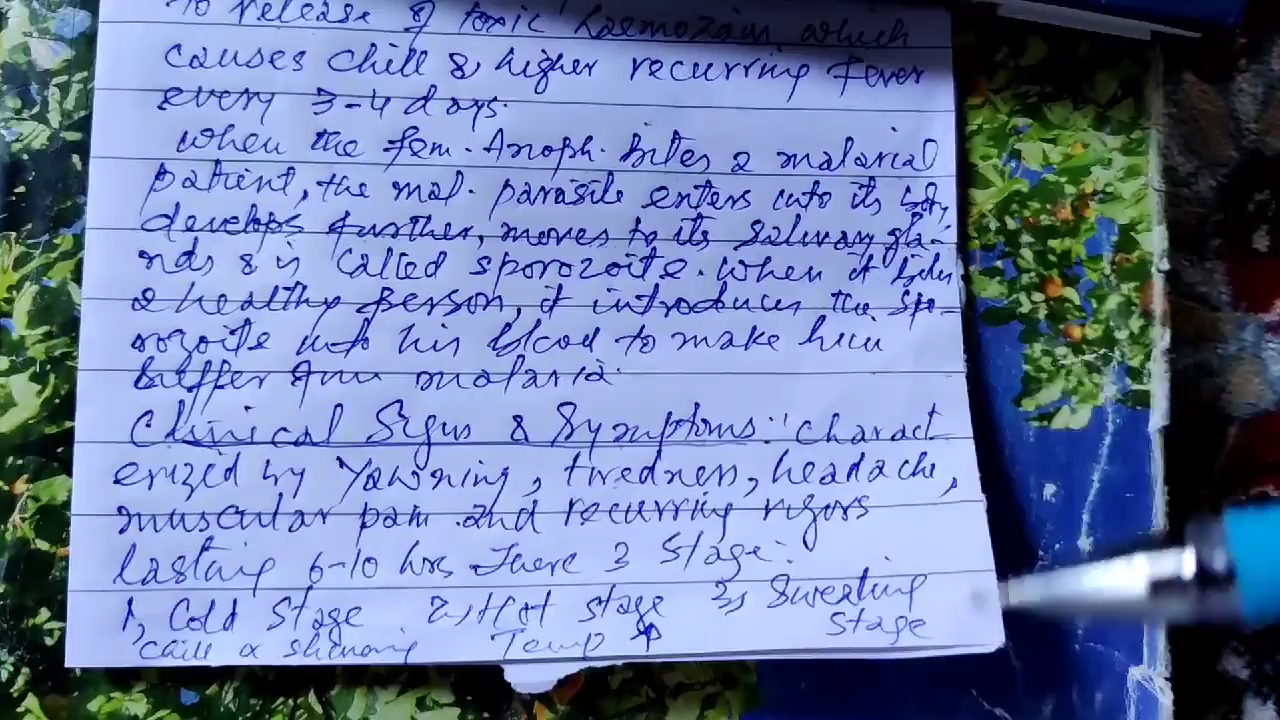 to release of toxic haemozoin which
causes chill & higher recurring fever
every 3-4 days.
When the fem. Anoph. bites a malarial
patient, the mal. parasite enters into its body,
develops further, moves to its salivary gla-
nds & is called sporozoite. When it bites
a healthy person, it introduces the spo-
rozoite into his blood to make him
suffer from malaria.
Clinical Signs & Symptoms: Charact
erized by Yawning, tiredness, headache,
muscular pain and recurring rigors
lasting 6-10 hrs There 3 Stage:
1, Cold Stage 2, Hot stage 3, Sweating
Stage
chill & shivering Temp ↑